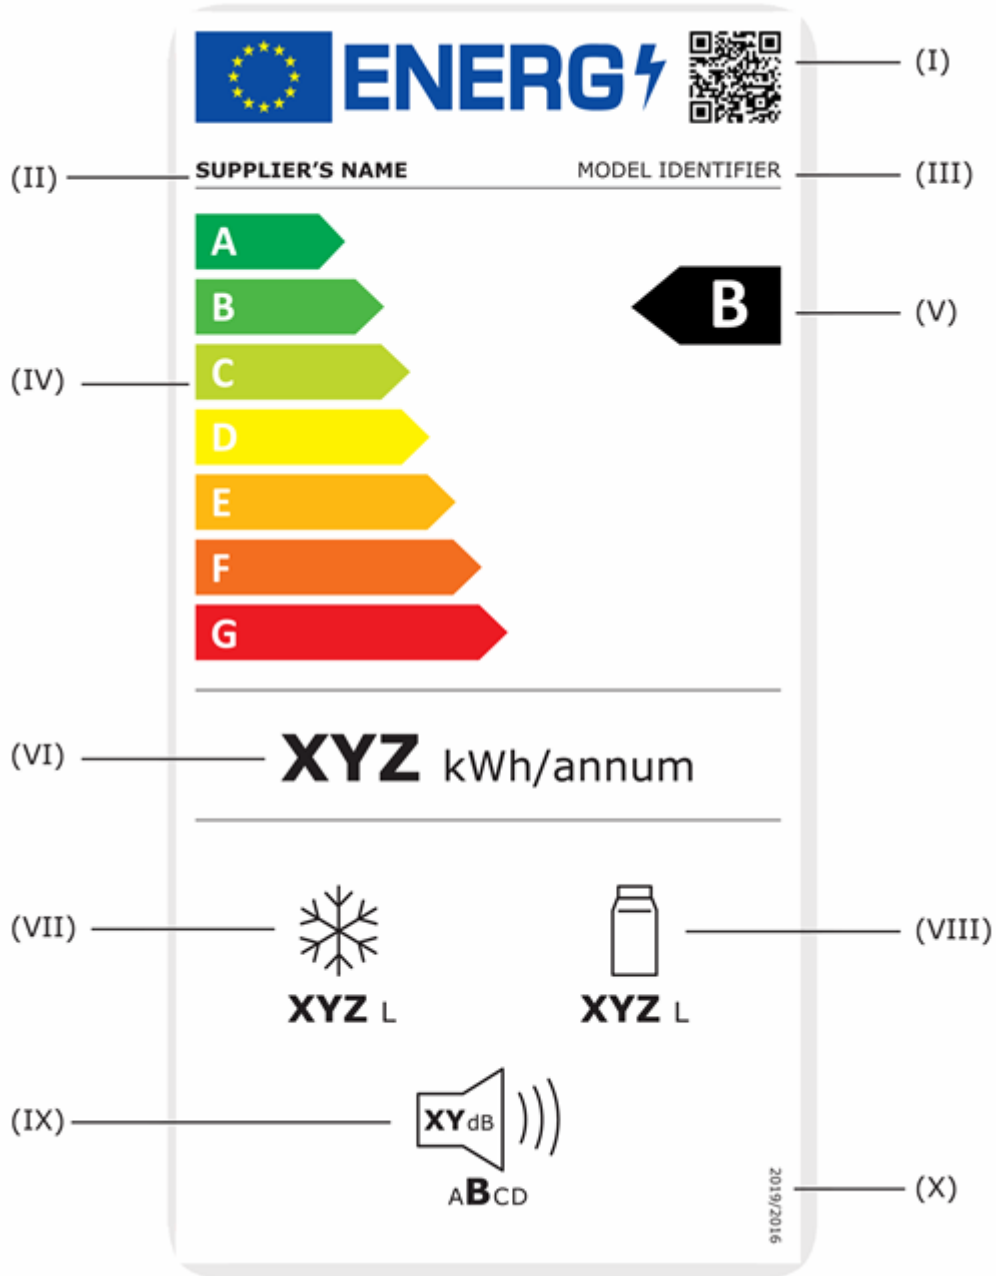 ENERG
(I)
(II)
SUPPLIER'S NAME
MODEL IDENTIFIER
(III)
A
B
B
(V)
(IV)
C
D
E
F
G
(VI)
XYZ kWh/annum
(VII)
(VIII)
XYZ L
XYZ L
(IX)
XY dB
ABCD
2019/2016
(X)